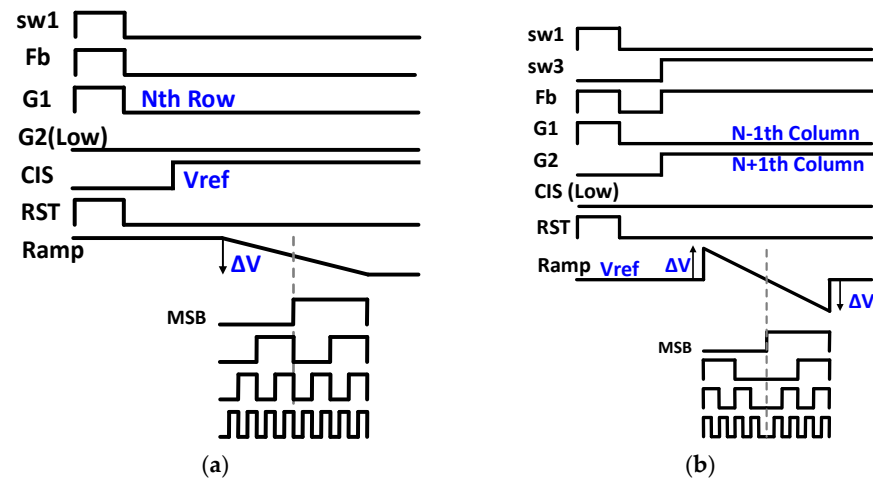 sw1
Fb
G1 Nth Row
G2(Low)
CIS Vref
RST
Ramp
ΔV
MSB
(a)
sw1
sw3
Fb
G1 N-1th Column
G2 N+1th Column
CIS (Low)
RST
Ramp Vref ΔV
ΔV
MSB
(b)